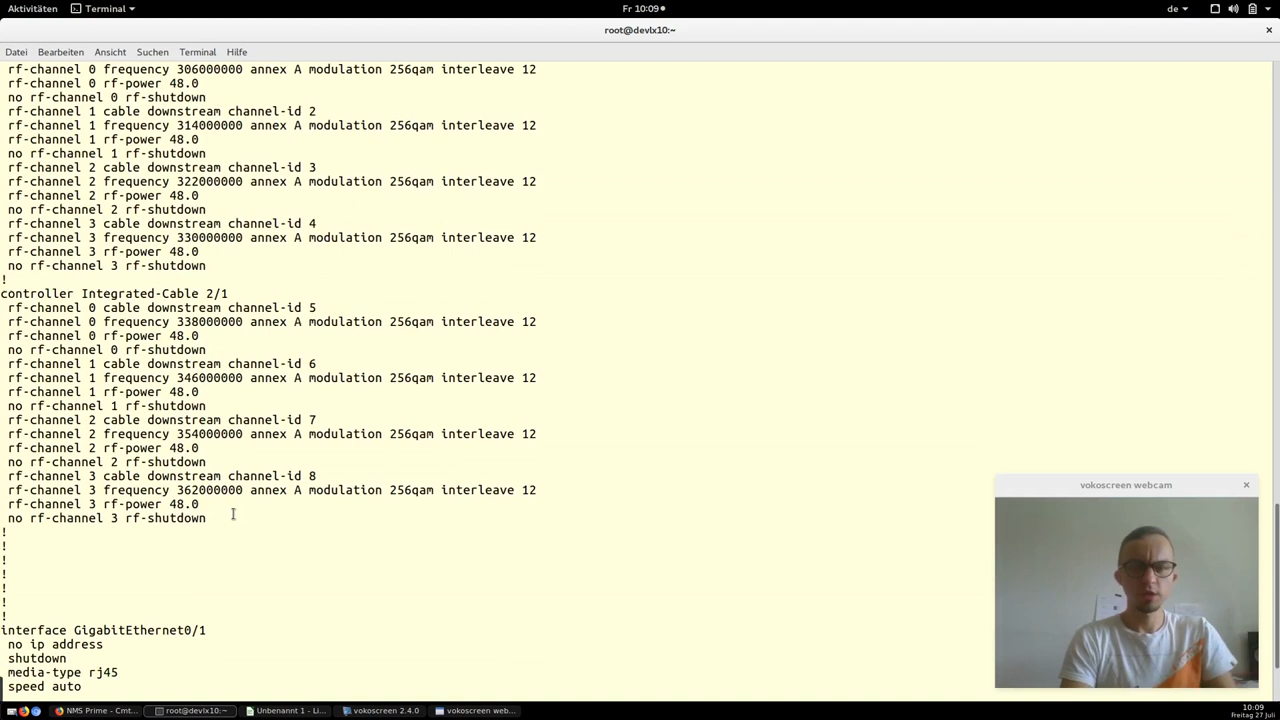 Aktivitäten
Terminal
Fr 10:09
de
root@devlx10:~
Datei Bearbeiten Ansicht Suchen Terminal Hilfe
rf-channel 0 frequency 306000000 annex A modulation 256qam interleave 12
rf-channel 0 rf-power 48.0
no rf-channel 0 rf-shutdown
rf-channel 1 cable downstream channel-id 2
rf-channel 1 frequency 314000000 annex A modulation 256qam interleave 12
rf-channel 1 rf-power 48.0
no rf-channel 1 rf-shutdown
rf-channel 2 cable downstream channel-id 3
rf-channel 2 frequency 322000000 annex A modulation 256qam interleave 12
rf-channel 2 rf-power 48.0
no rf-channel 2 rf-shutdown
rf-channel 3 cable downstream channel-id 4
rf-channel 3 frequency 330000000 annex A modulation 256qam interleave 12
rf-channel 3 rf-power 48.0
no rf-channel 3 rf-shutdown
!
controller Integrated-Cable 2/1
rf-channel 0 cable downstream channel-id 5
rf-channel 0 frequency 338000000 annex A modulation 256qam interleave 12
rf-channel 0 rf-power 48.0
no rf-channel 0 rf-shutdown
rf-channel 1 cable downstream channel-id 6
rf-channel 1 frequency 346000000 annex A modulation 256qam interleave 12
rf-channel 1 rf-power 48.0
no rf-channel 1 rf-shutdown
rf-channel 2 cable downstream channel-id 7
rf-channel 2 frequency 354000000 annex A modulation 256qam interleave 12
rf-channel 2 rf-power 48.0
no rf-channel 2 rf-shutdown
rf-channel 3 cable downstream channel-id 8
rf-channel 3 frequency 362000000 annex A modulation 256qam interleave 12
rf-channel 3 rf-power 48.0
no rf-channel 3 rf-shutdown
!
!
!
!
!
!
!
interface GigabitEthernet0/1
no ip address
shutdown
media-type rj45
speed auto
vokoscreen webcam
NMS Prime - Cmt...
root@devlx10:~
Unbenannt 1 - Li...
vokoscreen 2.4.0
vokoscreen web...
10:09
Freitag 27 Juli